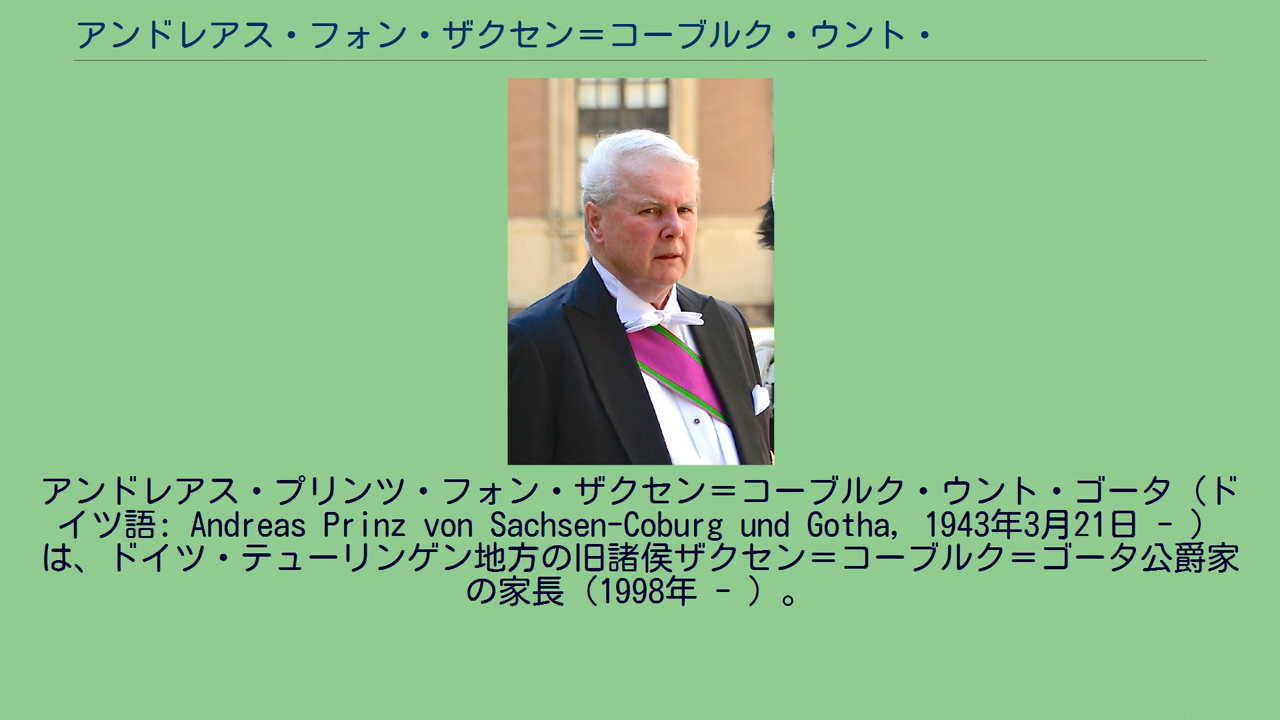 アンドレアス・フォン・ザクセン＝コーブルク・ウント・
アンドレアス・プリンツ・フォン・ザクセン＝コーブルク・ウント・ゴータ（ド
イツ語: Andreas Prinz von Sachsen-Coburg und Gotha, 1943年3月21日 - ）
は、ドイツ・テューリンゲン地方の旧諸侯ザクセン＝コーブルク＝ゴータ公爵家
の家長（1998年 - ）。